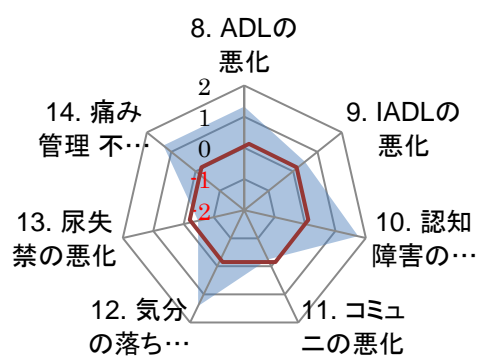 8. ADLの
悪化
2
1
0
-1
-2
9. IADLの
悪化
10. 認知
障害の…
11. コミュ
ニの悪化
12. 気分
の落ち…
13. 尿失
禁の悪化
14. 痛み
管理 不…